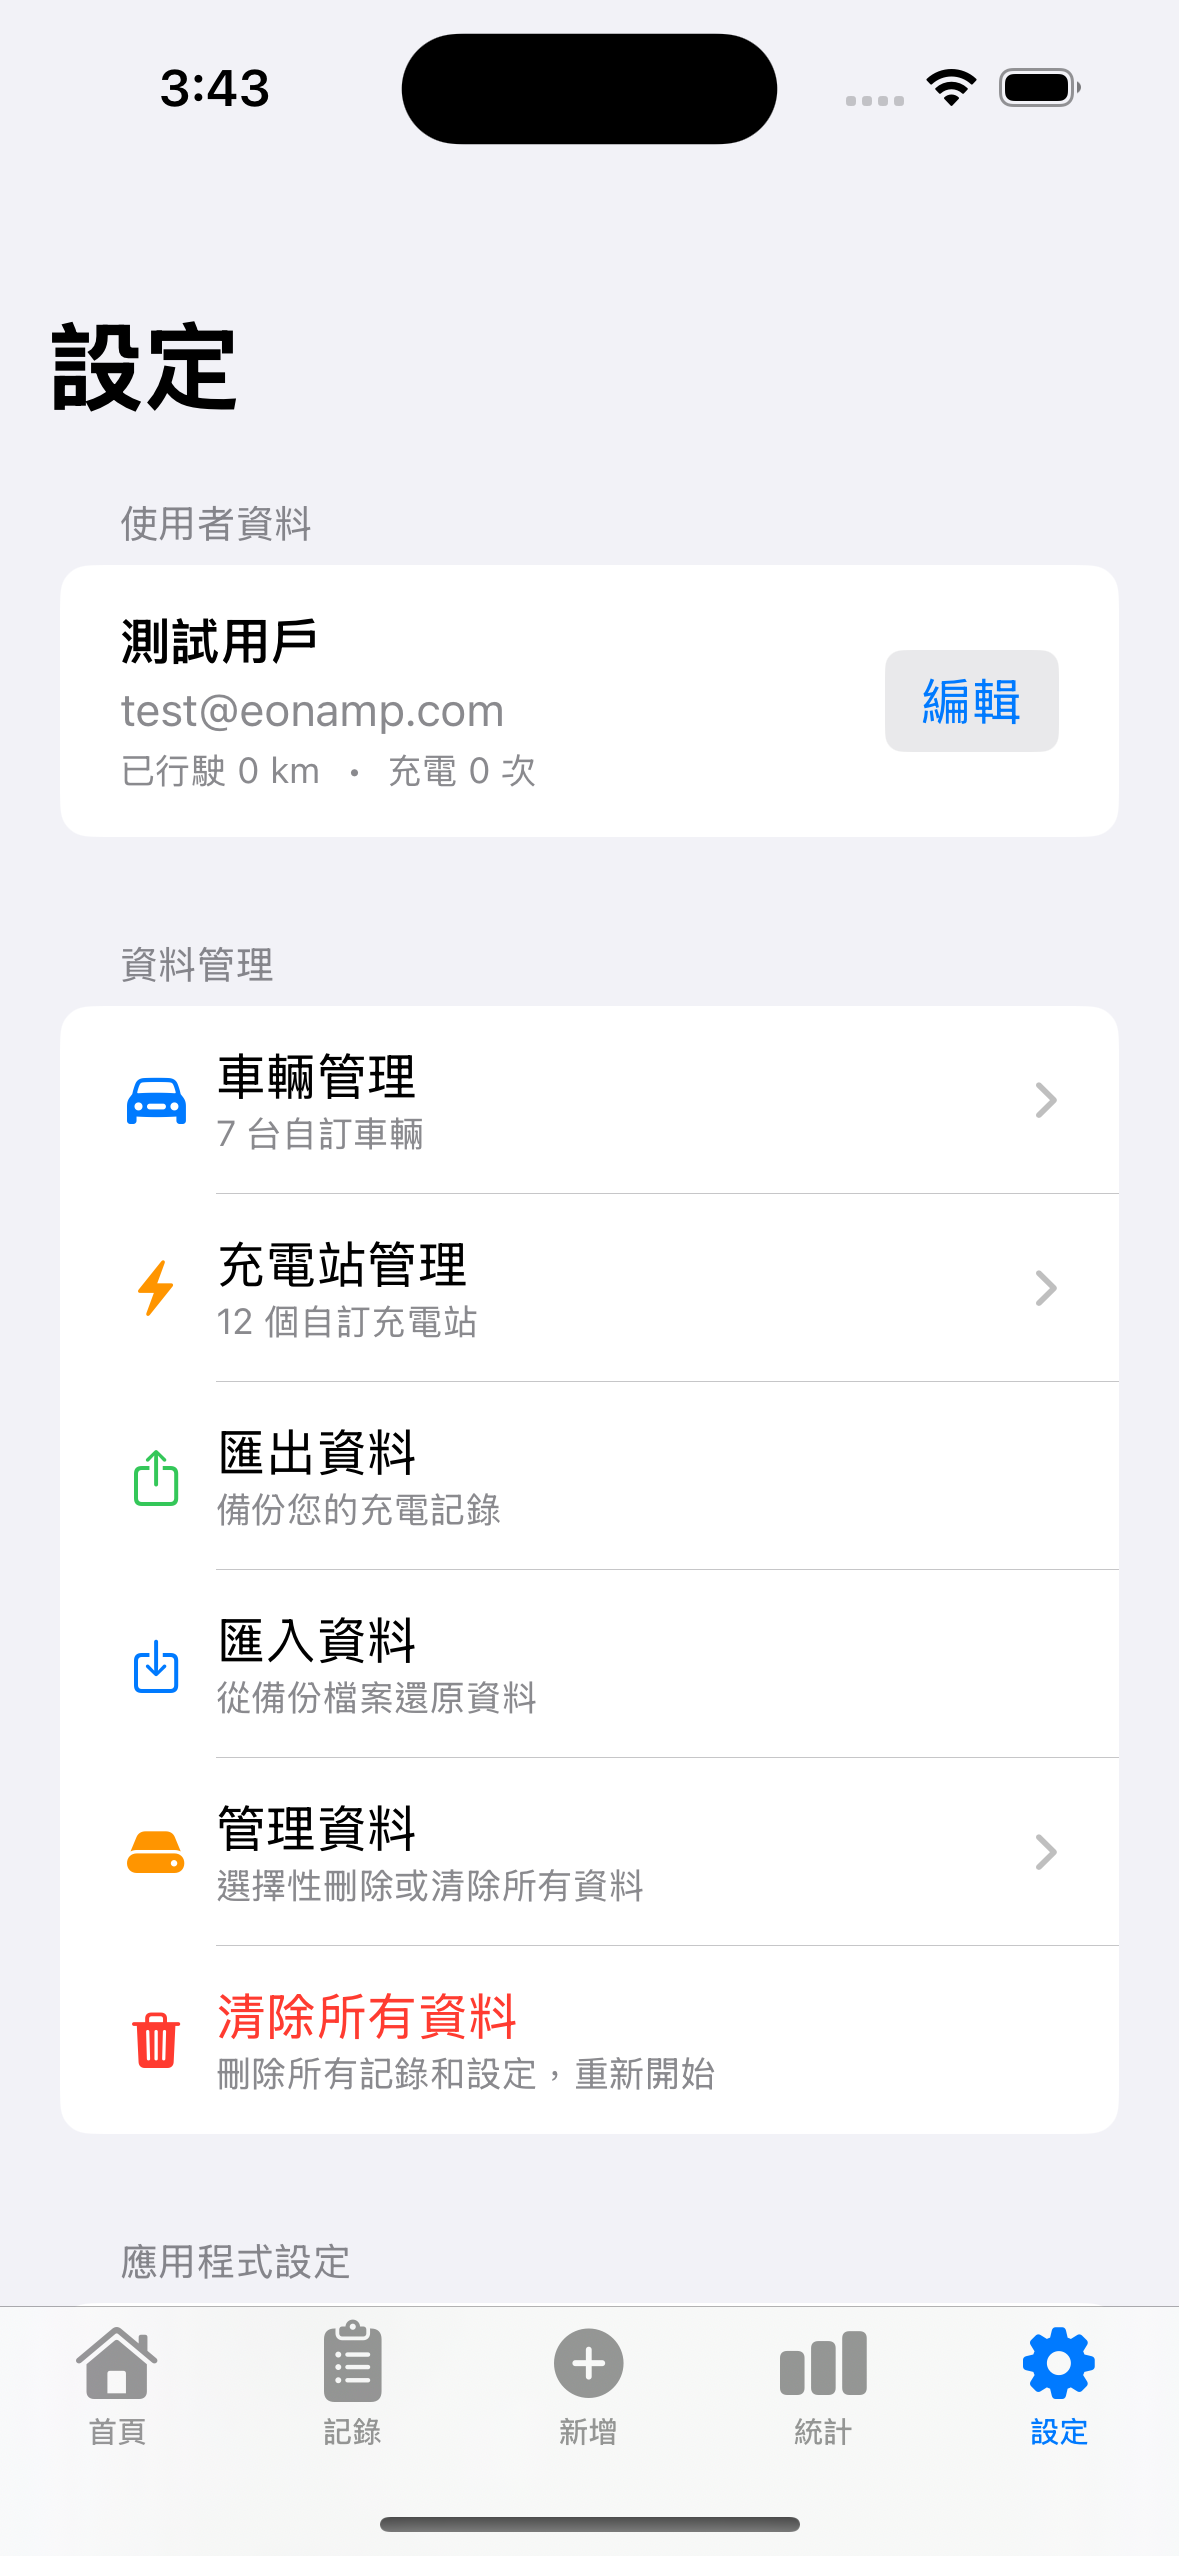 3:43
設定
使用者資料
測試用戶
test@eonamp.com
已行駛 0 km • 充電 0 次
編輯
資料管理
車輛管理
7 台自訂車輛
充電站管理
12 個自訂充電站
匯出資料
備份您的充電記錄
匯入資料
從備份檔案還原資料
管理資料
選擇性刪除或清除所有資料
清除所有資料
刪除所有記錄和設定，重新開始
應用程式設定
首頁
記錄
新增
統計
設定